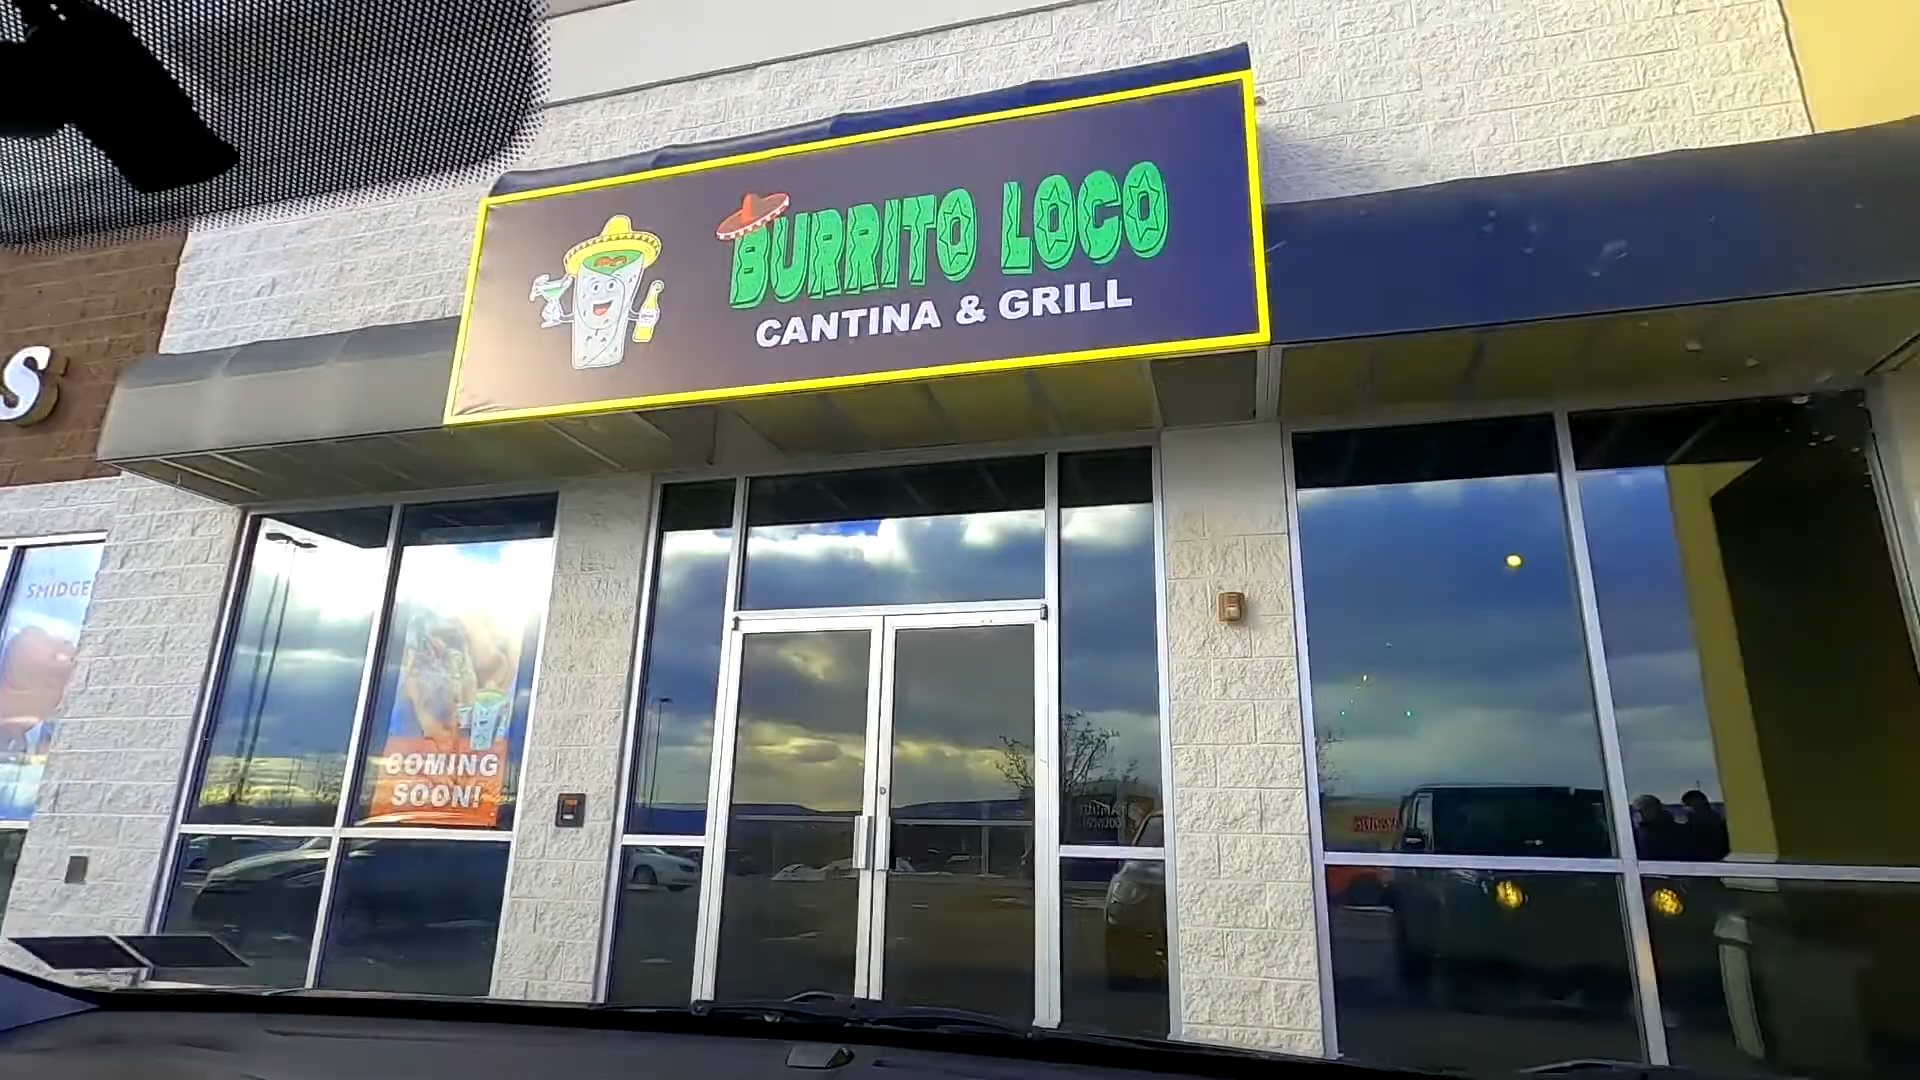 BURRITO LOCO
CANTINA & GRILL
S
SMIDGE
COMING
SOON!